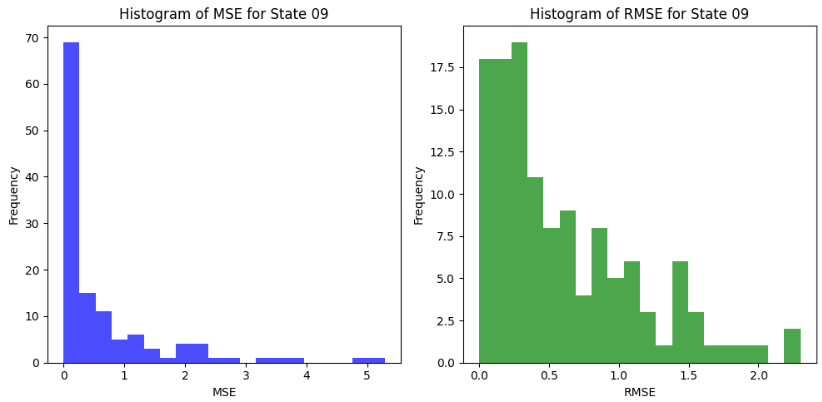 Histogram of MSE for State 09
Frequency
70
60
50
40
30
20
10
0
0 1 2 3 4 5
MSE
Histogram of RMSE for State 09
Frequency
17.5
15.0
12.5
10.0
7.5
5.0
2.5
0.0
0.0 0.5 1.0 1.5 2.0
RMSE